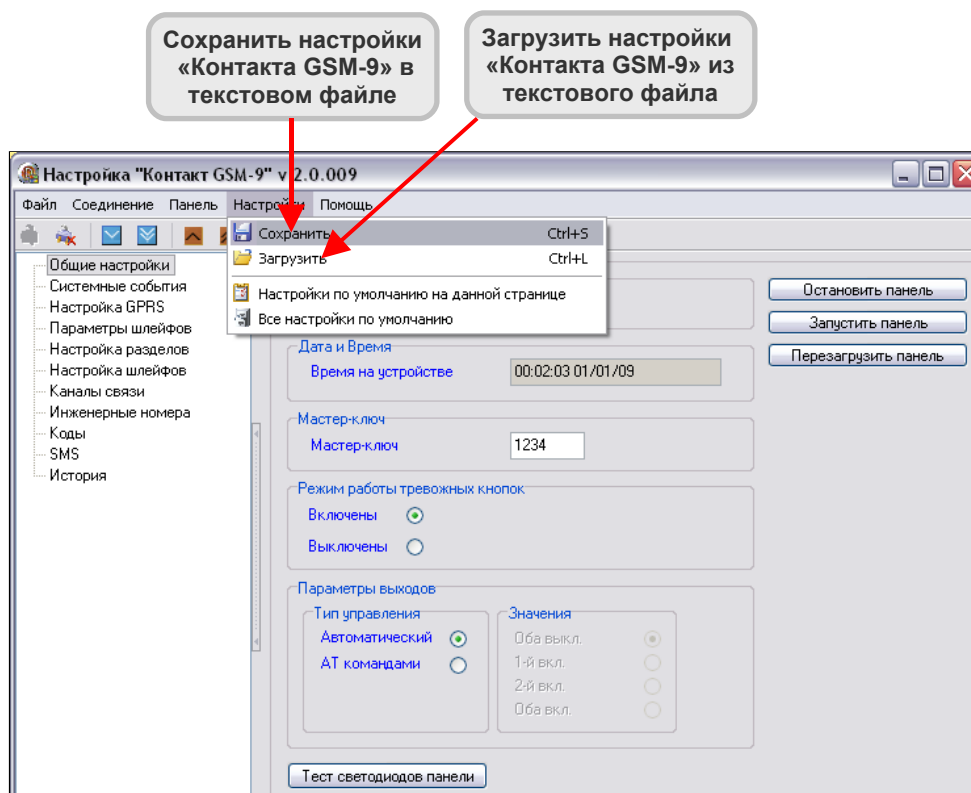 Сохранить настройки
«Контакта GSM-9» в
текстовом файле
Загрузить настройки
«Контакта GSM-9» из
текстового файла
Настройка "Контакт GSM-9" v 2.0.009
Файл Соединение Панель Настройки Помощь
Сохранить Ctrl+S
Загрузить Ctrl+L
Настройки по умолчанию на данной странице
Все настройки по умолчанию
Общие настройки
Системные события
Настройка GPRS
Параметры шлейфов
Настройка разделов
Настройка шлейфов
Каналы связи
Инженерные номера
Коды
SMS
История
Дата и Время
Время на устройстве 00:02:03 01/01/09
Мастер-ключ
Мастер-ключ 1234
Режим работы тревожных кнопок
Включены
Выключены
Параметры выходов
Тип управления
Автоматический
АТ командами
Значения
Оба выкл.
1-й вкл.
2-й вкл.
Оба вкл.
Тест светодиодов панели
Остановить панель
Запустить панель
Перезагрузить панель